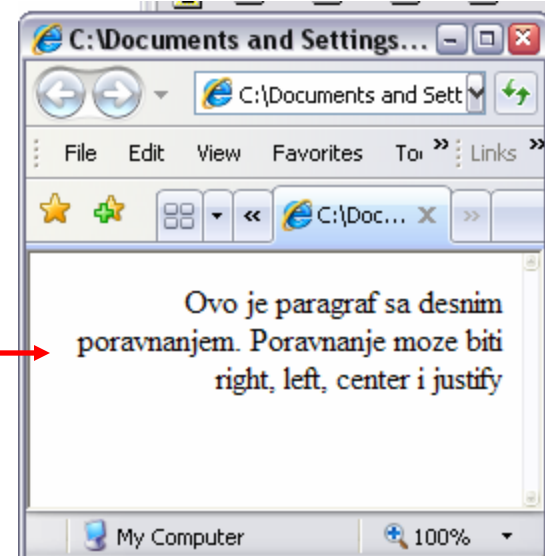 C:\Documents and Settings...
C:\Documents and Sett
File Edit View Favorites Links
C:\Doc...
Ovo je paragraf sa desnim
poravnanjem. Poravnanje moze biti
right, left, center i justify
My Computer 100%